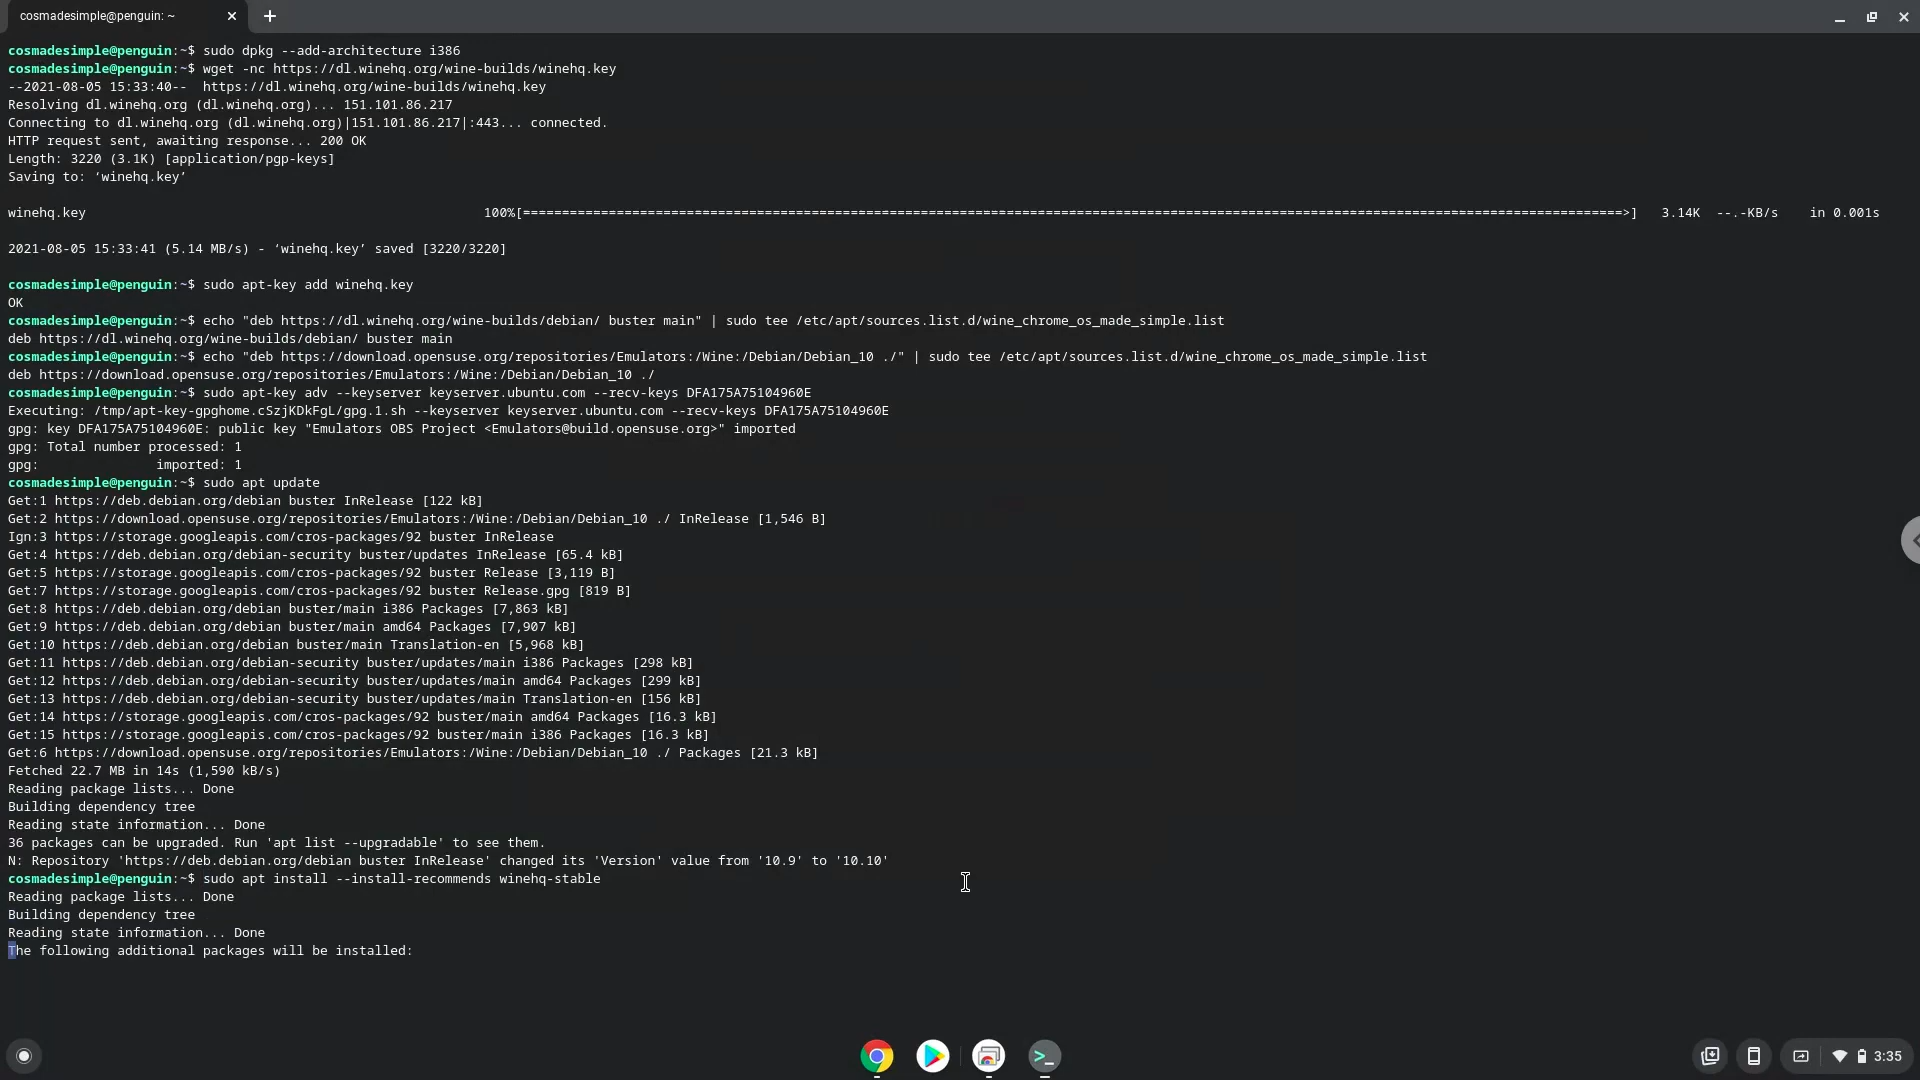 cosmadesimple@penguin: ~
cosmadesimple@penguin:~$ sudo dpkg --add-architecture i386
cosmadesimple@penguin:~$ wget -nc https://dl.winehq.org/wine-builds/winehq.key
--2021-08-05 15:33:40--  https://dl.winehq.org/wine-builds/winehq.key
Resolving dl.winehq.org (dl.winehq.org)... 151.101.86.217
Connecting to dl.winehq.org (dl.winehq.org)|151.101.86.217|:443... connected.
HTTP request sent, awaiting response... 200 OK
Length: 3220 (3.1K) [application/pgp-keys]
Saving to: ‘winehq.key’
winehq.key 100%[=============================================================================================================================================>] 3.14K --.-KB/s in 0.001s
2021-08-05 15:33:41 (5.14 MB/s) - ‘winehq.key’ saved [3220/3220]
cosmadesimple@penguin:~$ sudo apt-key add winehq.key
OK
cosmadesimple@penguin:~$ echo "deb https://dl.winehq.org/wine-builds/debian/ buster main" | sudo tee /etc/apt/sources.list.d/wine_chrome_os_made_simple.list
deb https://dl.winehq.org/wine-builds/debian/ buster main
cosmadesimple@penguin:~$ echo "deb https://download.opensuse.org/repositories/Emulators:/Wine:/Debian/Debian_10 ./" | sudo tee /etc/apt/sources.list.d/wine_chrome_os_made_simple.list
deb https://download.opensuse.org/repositories/Emulators:/Wine:/Debian/Debian_10 ./
cosmadesimple@penguin:~$ sudo apt-key adv --keyserver keyserver.ubuntu.com --recv-keys DFA175A75104960E
Executing: /tmp/apt-key-gpghome.cSzjKDkFgL/gpg.1.sh --keyserver keyserver.ubuntu.com --recv-keys DFA175A75104960E
gpg: key DFA175A75104960E: public key "Emulators OBS Project <Emulators@build.opensuse.org>" imported
gpg: Total number processed: 1
gpg:               imported: 1
cosmadesimple@penguin:~$ sudo apt update
Get:1 https://deb.debian.org/debian buster InRelease [122 kB]
Get:2 https://download.opensuse.org/repositories/Emulators:/Wine:/Debian/Debian_10 ./ InRelease [1,546 B]
Ign:3 https://storage.googleapis.com/cros-packages/92 buster InRelease
Get:4 https://deb.debian.org/debian-security buster/updates InRelease [65.4 kB]
Get:5 https://storage.googleapis.com/cros-packages/92 buster Release [3,119 B]
Get:7 https://storage.googleapis.com/cros-packages/92 buster Release.gpg [819 B]
Get:8 https://deb.debian.org/debian buster/main i386 Packages [7,863 kB]
Get:9 https://deb.debian.org/debian buster/main amd64 Packages [7,907 kB]
Get:10 https://deb.debian.org/debian buster/main Translation-en [5,968 kB]
Get:11 https://deb.debian.org/debian-security buster/updates/main i386 Packages [298 kB]
Get:12 https://deb.debian.org/debian-security buster/updates/main amd64 Packages [299 kB]
Get:13 https://deb.debian.org/debian-security buster/updates/main Translation-en [156 kB]
Get:14 https://storage.googleapis.com/cros-packages/92 buster/main amd64 Packages [16.3 kB]
Get:15 https://storage.googleapis.com/cros-packages/92 buster/main i386 Packages [16.3 kB]
Get:6 https://download.opensuse.org/repositories/Emulators:/Wine:/Debian/Debian_10 ./ Packages [21.3 kB]
Fetched 22.7 MB in 14s (1,590 kB/s)
Reading package lists... Done
Building dependency tree
Reading state information... Done
36 packages can be upgraded. Run 'apt list --upgradable' to see them.
N: Repository 'https://deb.debian.org/debian buster InRelease' changed its 'Version' value from '10.9' to '10.10'
cosmadesimple@penguin:~$ sudo apt install --install-recommends winehq-stable
Reading package lists... Done
Building dependency tree
Reading state information... Done
The following additional packages will be installed:
3:35